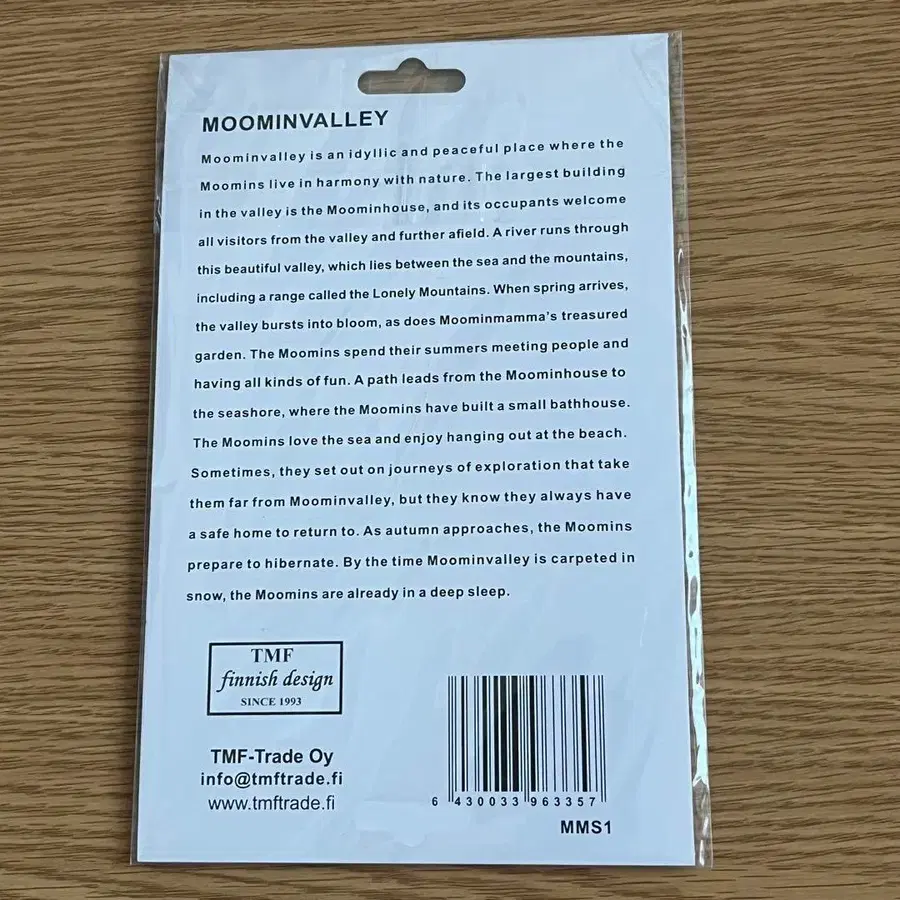 MOOMINVALLEY
Moominvalley is an idyllic and peaceful place where the
Moomins live in harmony with nature. The largest building
in the valley is the Moominhouse, and its occupants welcome
all visitors from the valley and further afield. A river runs through
this beautiful valley, which lies between the sea and the mountains,
including a range called the Lonely Mountains. When spring arrives,
the valley bursts into bloom, as does Moominmamma's treasured
garden. The Moomins spend their summers meeting people and
having all kinds of fun. A path leads from the Moominhouse to
the seashore, where the Moomins have built a small bathhouse.
The Moomins love the sea and enjoy hanging out at the beach.
Sometimes, they set out on journeys of exploration that take
them far from Moominvalley, but they know they always have
a safe home to return to. As autumn approaches, the Moomins
prepare to hibernate. By the time Moominvalley is carpeted in
snow, the Moomins are already in a deep sleep.
TMF
finnish design
SINCE 1993
TMF-Trade Oy
info@tmftrade.fi
www.tmftrade.fi
6 430033 963357
MMS1